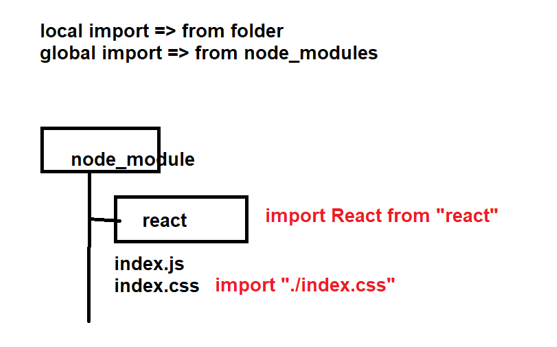 local import => from folder
global import => from node_modules
node_module
react import React from "react"
index.js
index.css import "./index.css"